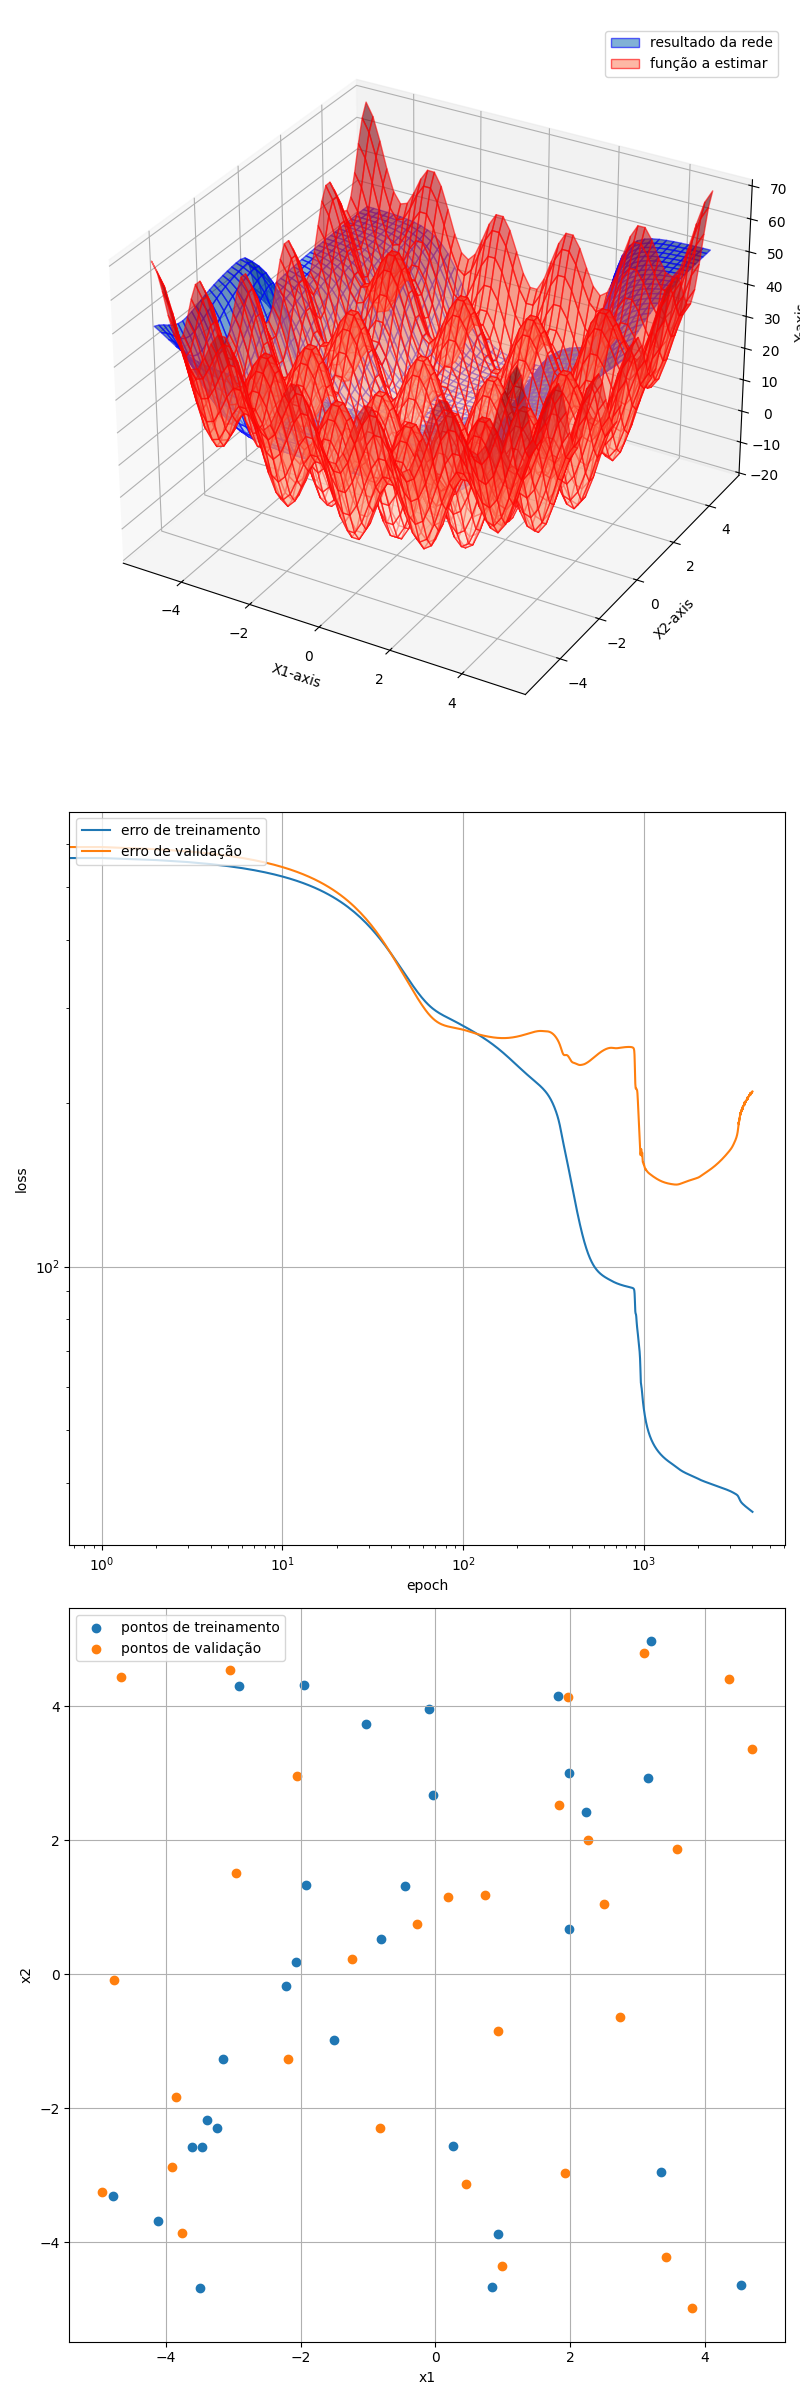 resultado da rede
função a estimar
70
60
50
40
30
20
10
0
−10
−20
−4
−2
0
2
4
X1-axis
−4
−2
0
2
4
X2-axis
erro de treinamento
erro de validação
loss
10²
10⁰ 10¹ 10² 10³
epoch
pontos de treinamento
pontos de validação
x2
4
2
0
−2
−4
−4 −2 0 2 4
x1